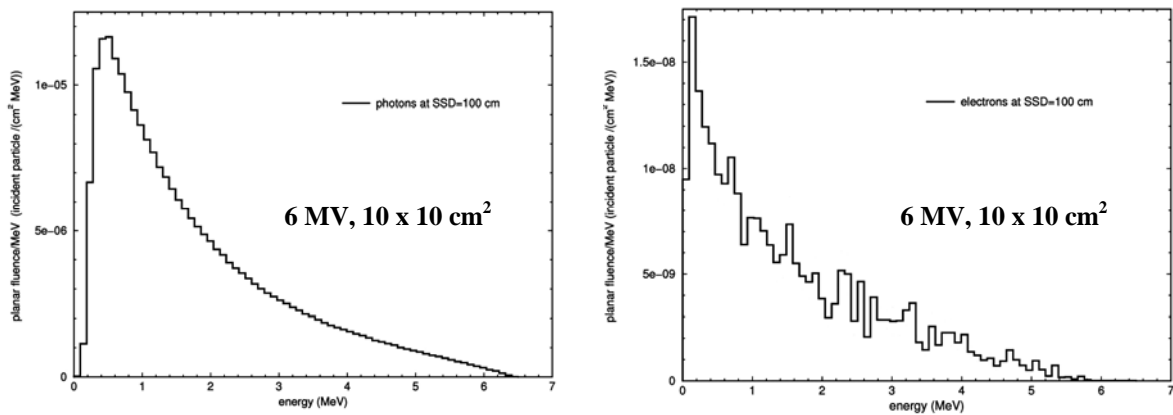 planar fluence/MeV (incident particle /(cm² MeV))
1e−05
5e−06
0
photons at SSD=100 cm
6 MV, 10 x 10 cm²
0 1 2 3 4 5 6 7
energy (MeV)
planar fluence/MeV (incident particle /(cm² MeV))
1.5e−08
1e−08
5e−09
0
electrons at SSD=100 cm
6 MV, 10 x 10 cm²
0 1 2 3 4 5 6 7
energy (MeV)